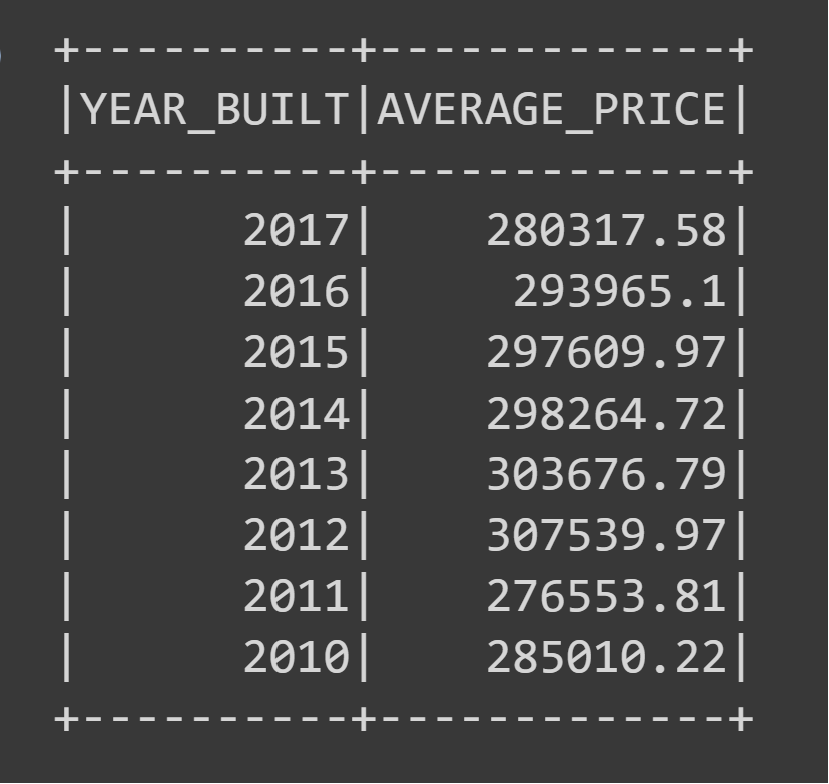 +----------+-------------+
|YEAR_BUILT|AVERAGE_PRICE|
+----------+-------------+
|      2017|    280317.58|
|      2016|     293965.1|
|      2015|    297609.97|
|      2014|    298264.72|
|      2013|    303676.79|
|      2012|    307539.97|
|      2011|    276553.81|
|      2010|    285010.22|
+----------+-------------+